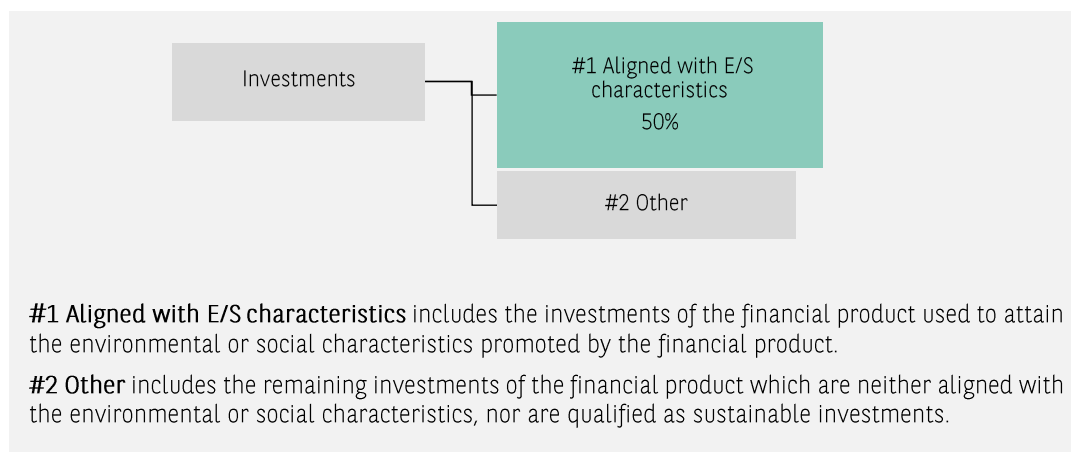 Investments
#1 Aligned with E/S
characteristics
50%
#2 Other
#1 Aligned with E/S characteristics includes the investments of the financial product used to attain
the environmental or social characteristics promoted by the financial product.
#2 Other includes the remaining investments of the financial product which are neither aligned with
the environmental or social characteristics, nor are qualified as sustainable investments.